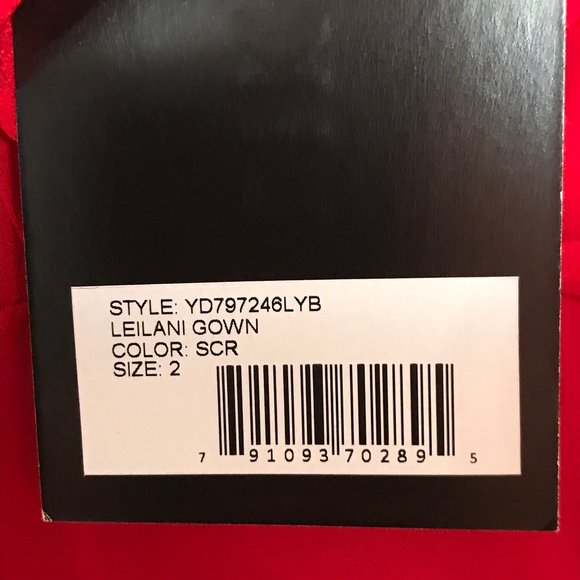 STYLE: YD797246LYB
LEILANI GOWN
COLOR: SCR
SIZE: 2
7 91093 70289 5